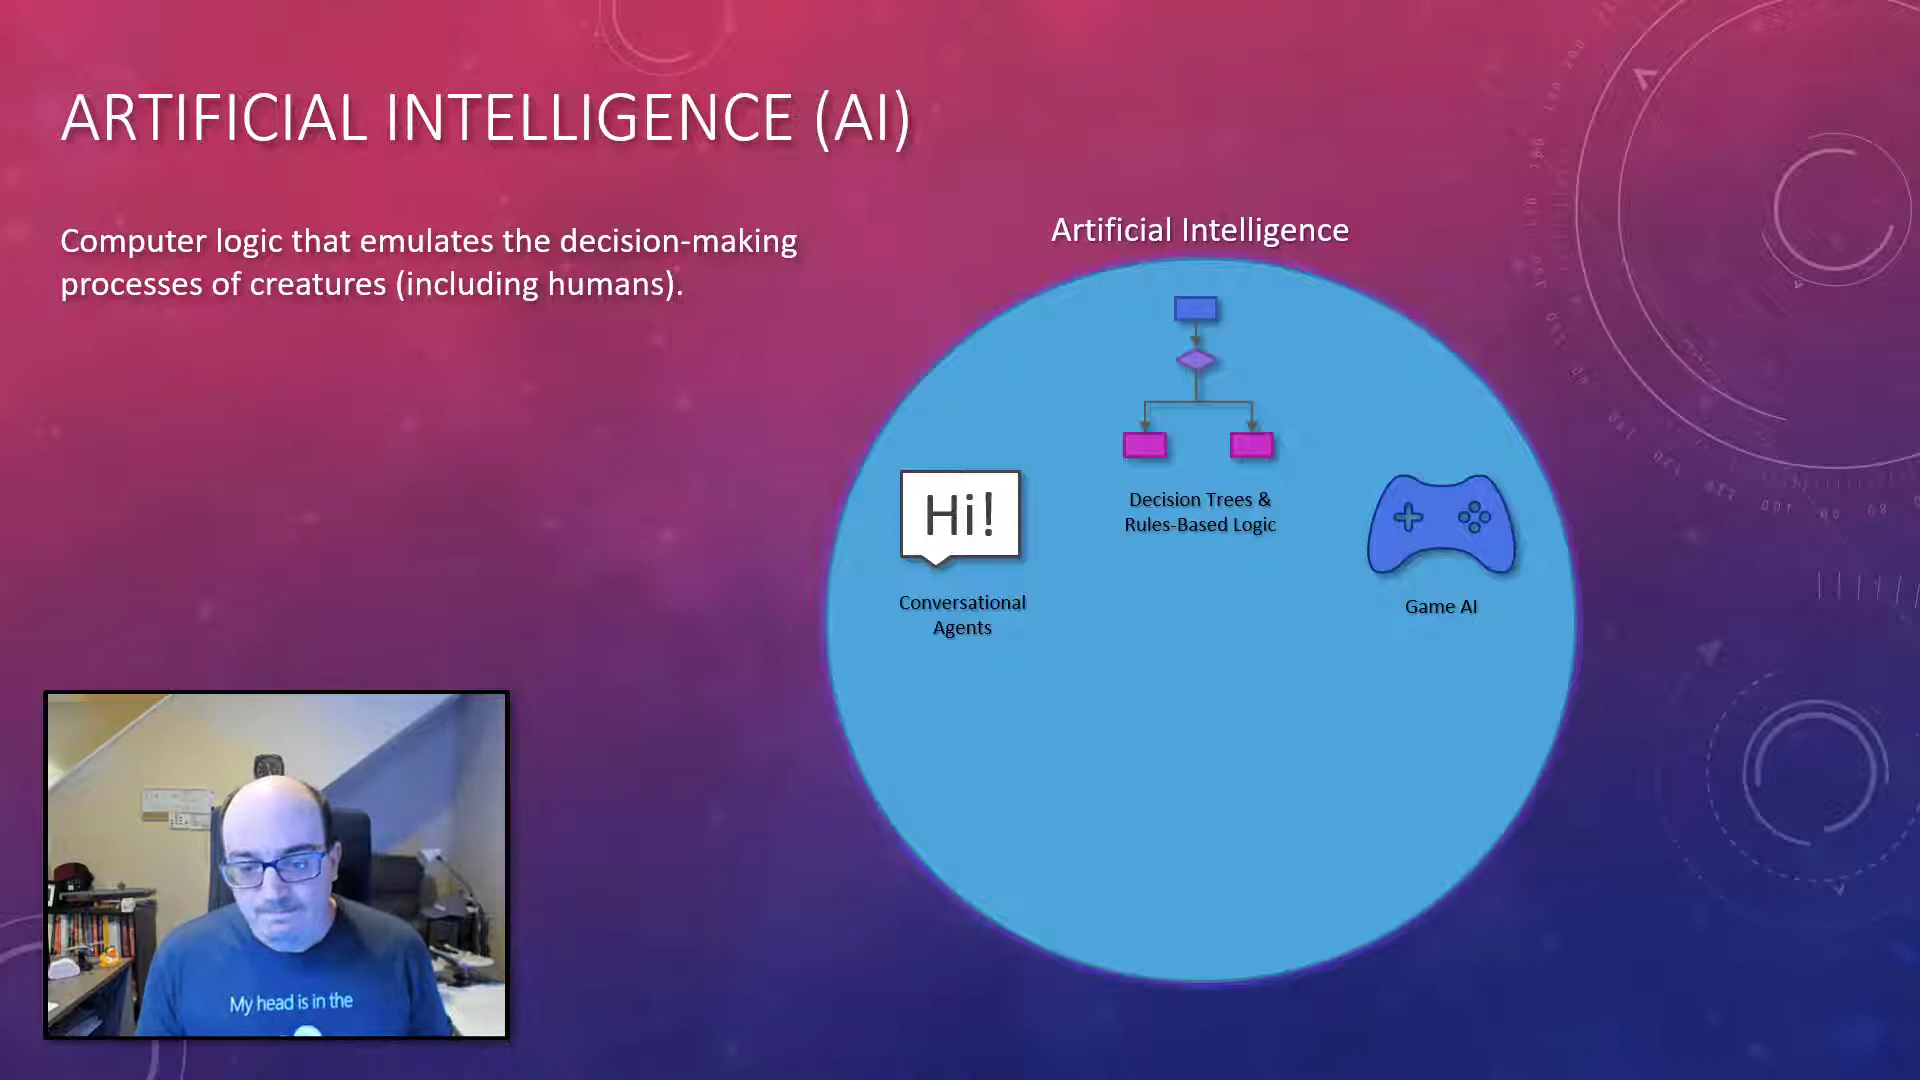 ARTIFICIAL INTELLIGENCE (AI)
Computer logic that emulates the decision-making
processes of creatures (including humans).
Artificial Intelligence
Decision Trees &
Rules-Based Logic
Hi!
Conversational
Agents
Game AI
My head is in the